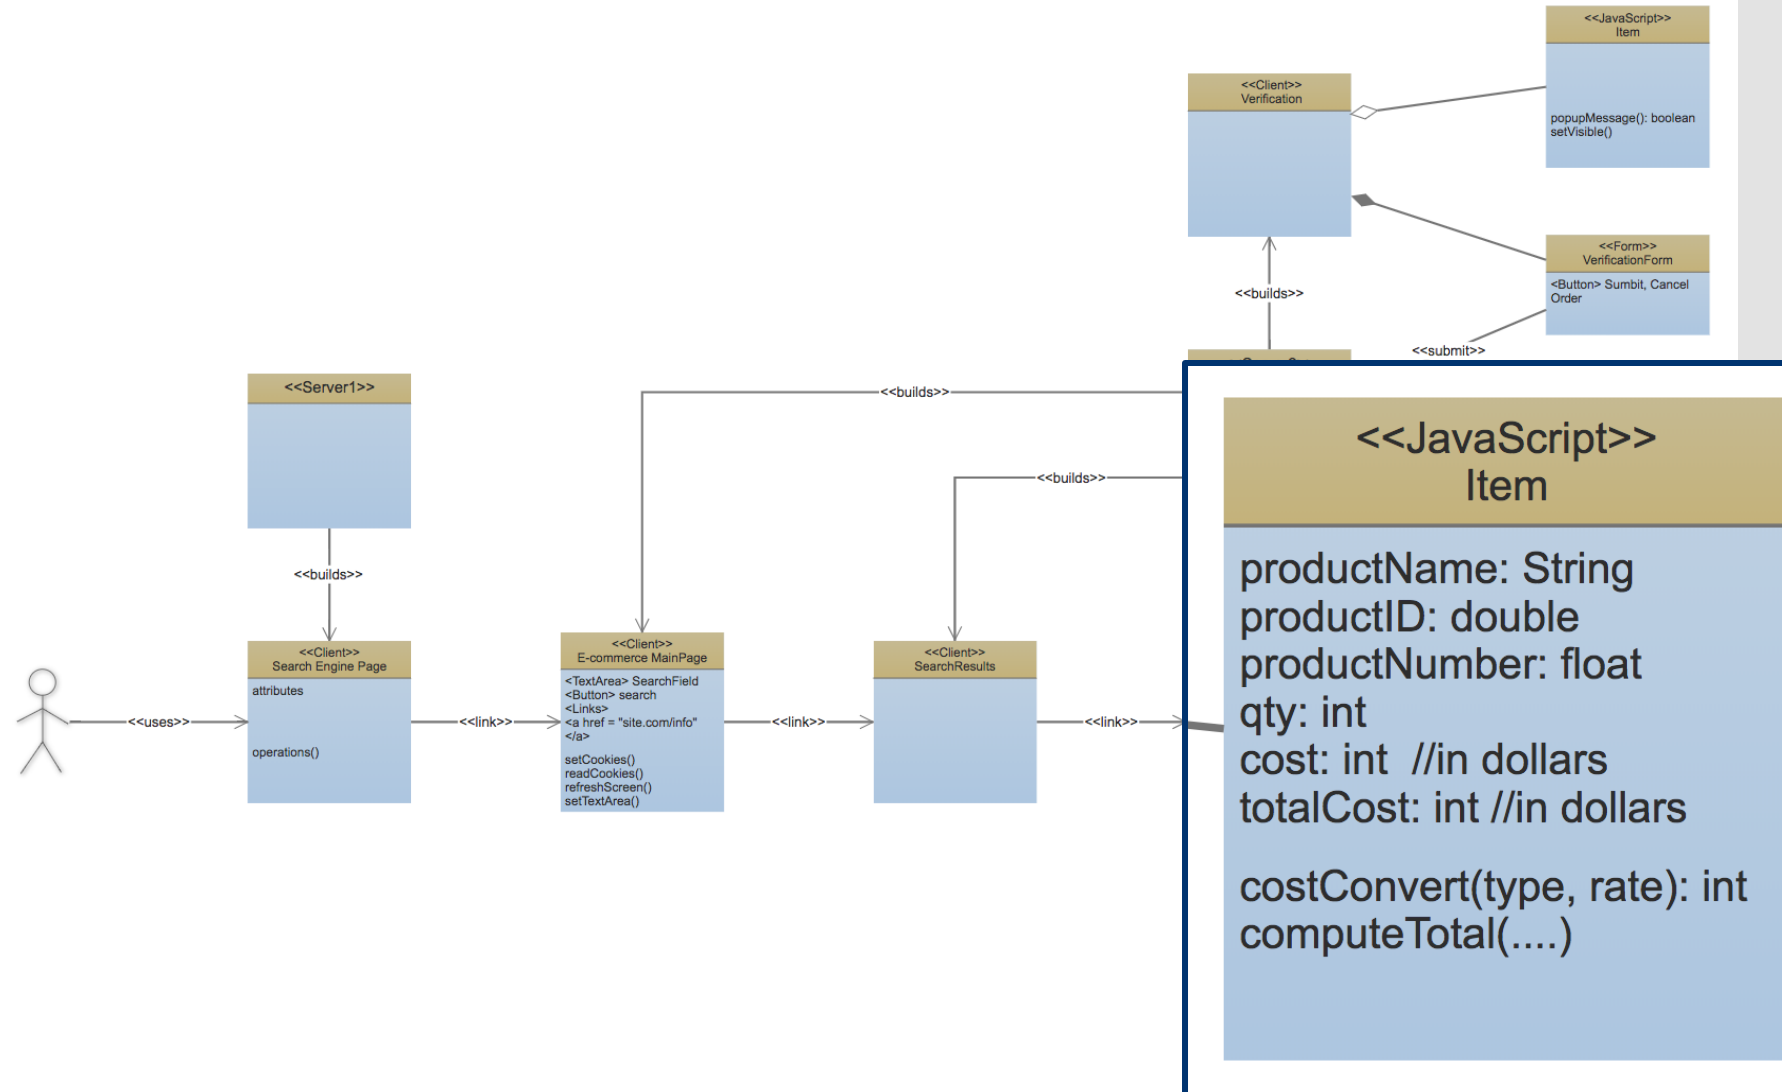 <<JavaScript>>
Item
popupMessage(): boolean
setVisible()
<<Client>>
Verification
<<Form>>
VerificationForm
<Button> Sumbit, Cancel
Order
<<builds>>
<<submit>>
<<Server1>>
<<builds>>
<<builds>>
<<builds>>
<<Client>>
Search Engine Page
attributes
operations()
<<Client>>
E-commerce MainPage
<TextArea> SearchField
<Button> search
<Links>
<a href = "site.com/info"
</a>
setCookies()
readCookies()
refreshScreen()
setTextArea()
<<Client>>
SearchResults
<<uses>>
<<link>>
<<link>>
<<link>>
<<JavaScript>>
Item
productName: String
productID: double
productNumber: float
qty: int
cost: int  //in dollars
totalCost: int //in dollars
costConvert(type, rate): int
computeTotal(....)